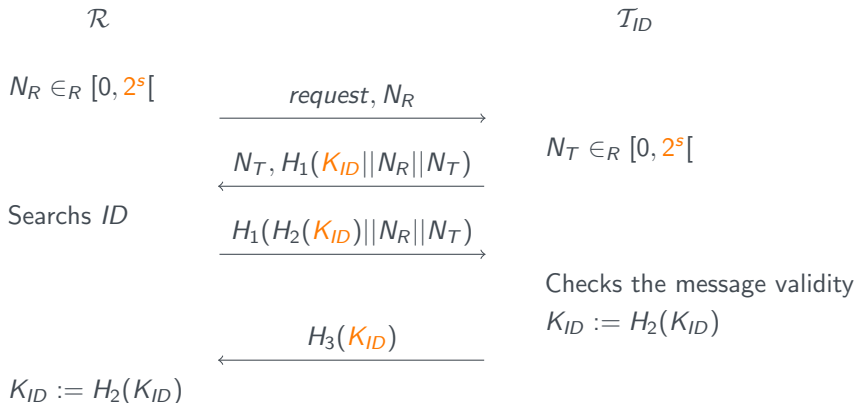 ℛ 𝒯_ID
N_R ∈_R [0, 2^s[
request, N_R
N_T ∈_R [0, 2^s[
N_T, H_1(K_ID||N_R||N_T)
Searchs ID
H_1(H_2(K_ID)||N_R||N_T)
Checks the message validity
K_ID := H_2(K_ID)
H_3(K_ID)
K_ID := H_2(K_ID)